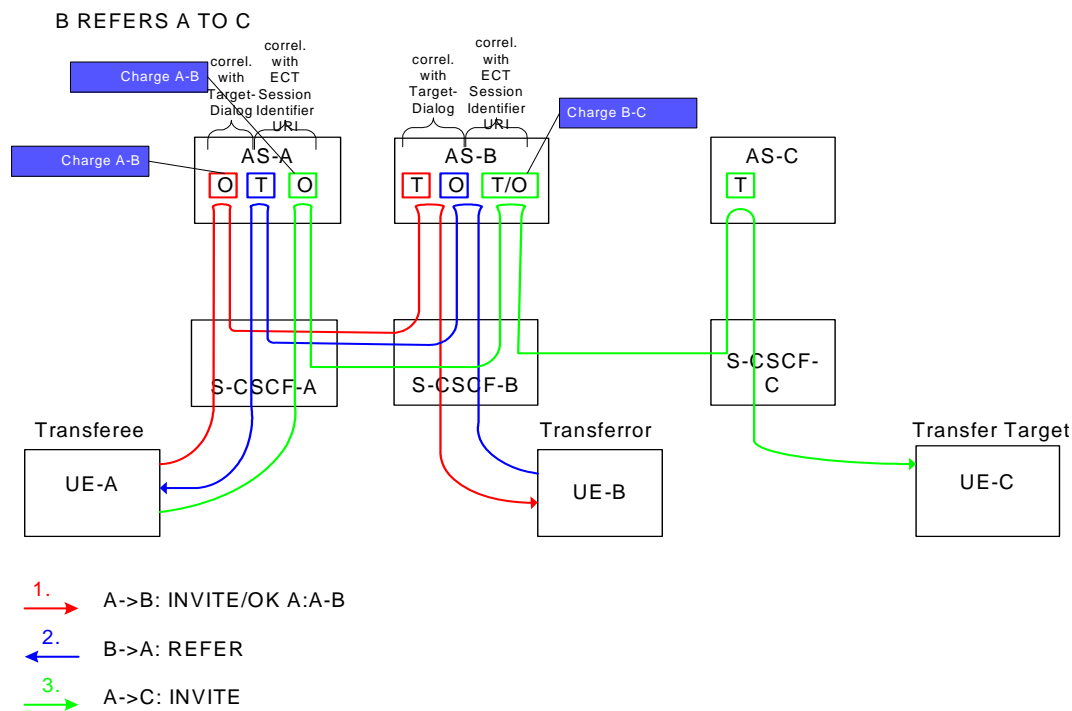 B REFERS A TO C
correl.
with
Target-
Dialog
correl.
with
ECT
Session
Identifier
URI
correl.
with
Target-
Dialog
correl.
with
ECT
Session
Identifier
URI
Charge A-B
Charge B-C
Charge A-B
AS-A
AS-B
AS-C
O T O
T O T/O
T
S-CSCF-A
S-CSCF-B
S-CSCF-
C
Transferee
Transferror
Transfer Target
UE-A
UE-B
UE-C
1. A->B: INVITE/OK A:A-B
2. B->A: REFER
3. A->C: INVITE